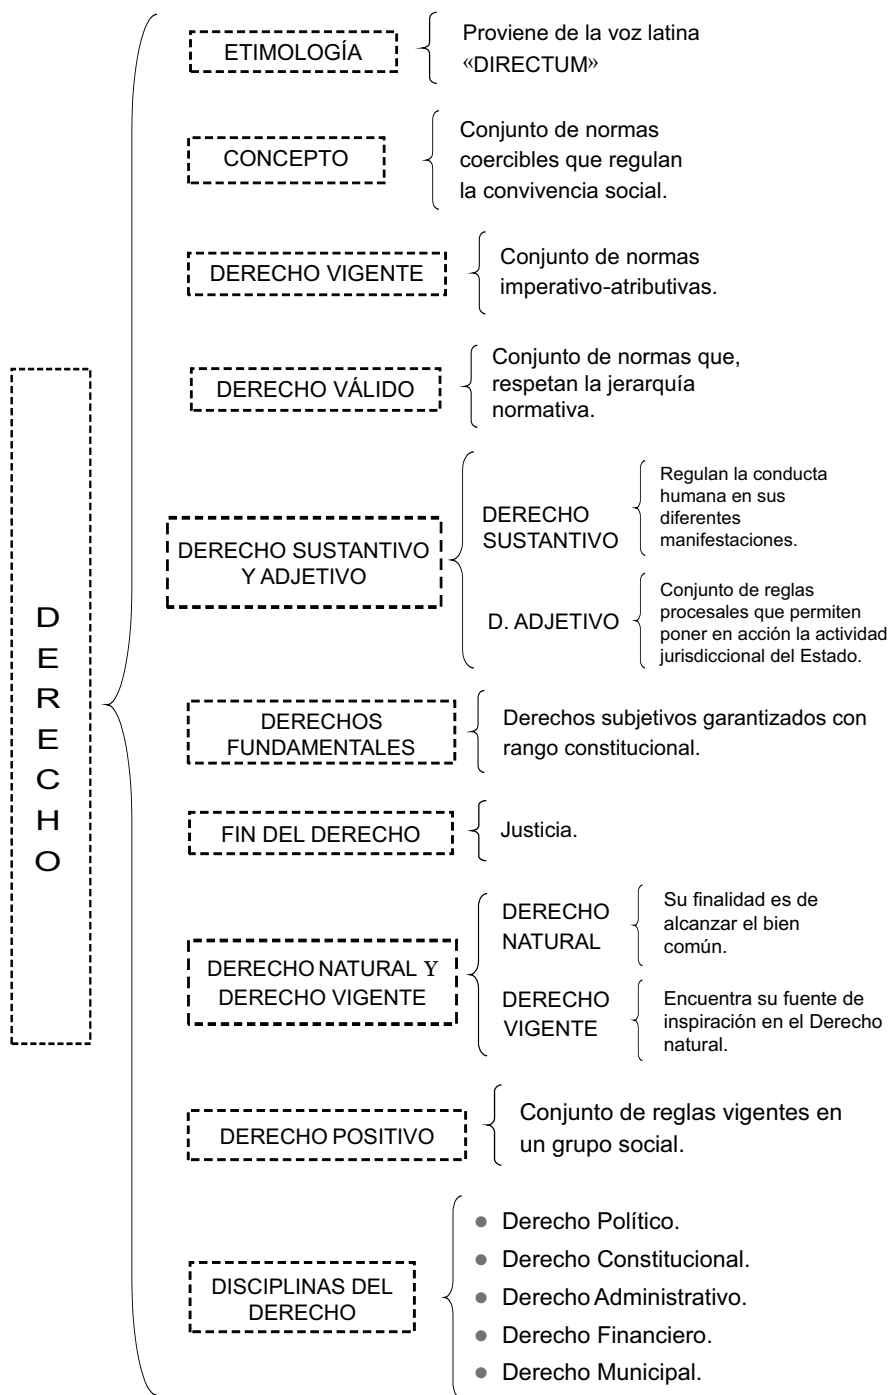 DERECHO
ETIMOLOGÍA
Proviene de la voz latina
«DIRECTUM»
CONCEPTO
Conjunto de normas
coercibles que regulan
la convivencia social.
DERECHO VIGENTE
Conjunto de normas
imperativo-atributivas.
DERECHO VÁLIDO
Conjunto de normas que,
respetan la jerarquía
normativa.
DERECHO SUSTANTIVO
Y ADJETIVO
DERECHO
SUSTANTIVO
Regulan la conducta
humana en sus
diferentes
manifestaciones.
D. ADJETIVO
Conjunto de reglas
procesales que permiten
poner en acción la actividad
jurisdiccional del Estado.
DERECHOS
FUNDAMENTALES
Derechos subjetivos garantizados con
rango constitucional.
FIN DEL DERECHO
Justicia.
DERECHO NATURAL Y
DERECHO VIGENTE
DERECHO
NATURAL
Su finalidad es de
alcanzar el bien
común.
DERECHO
VIGENTE
Encuentra su fuente de
inspiración en el Derecho
natural.
DERECHO POSITIVO
Conjunto de reglas vigentes en
un grupo social.
DISCIPLINAS DEL
DERECHO
● Derecho Político.
● Derecho Constitucional.
● Derecho Administrativo.
● Derecho Financiero.
● Derecho Municipal.